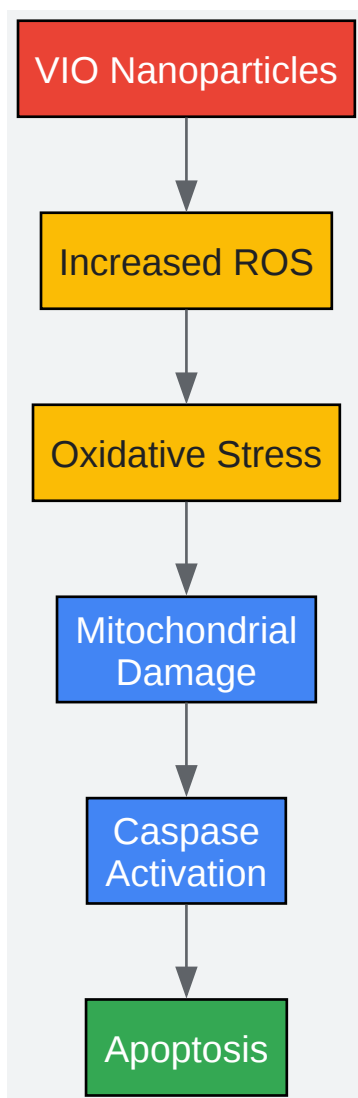 VIO Nanoparticles
Increased ROS
Oxidative Stress
Mitochondrial
Damage
Caspase
Activation
Apoptosis